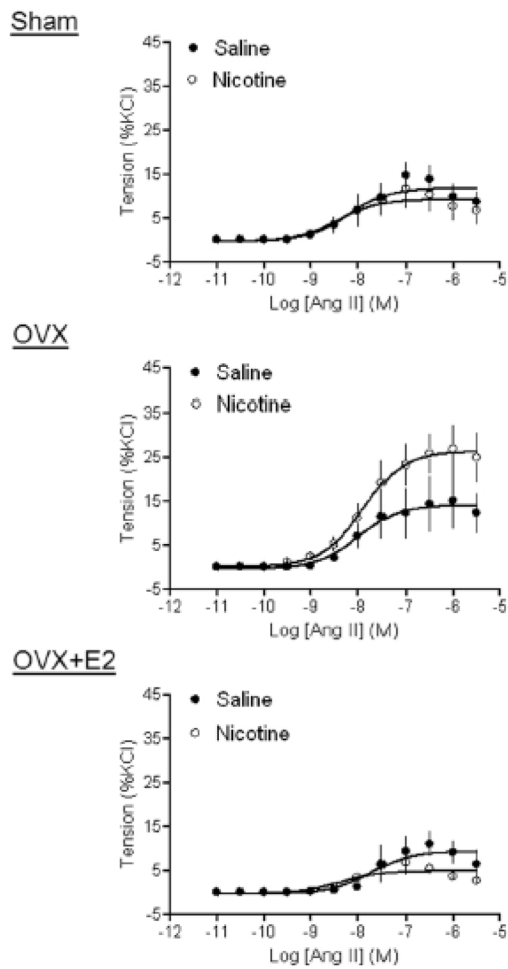 Sham
45
35
25
15
5
-5
Tension (%KCl)
Saline
Nicotine
-12 -11 -10 -9 -8 -7 -6 -5
Log [Ang II] (M)
OVX
45
35
25
15
5
-5
Tension (%KCl)
Saline
Nicotine
-12 -11 -10 -9 -8 -7 -6 -5
Log [Ang II] (M)
OVX+E2
45
35
25
15
5
-5
Tension (%KCl)
Saline
Nicotine
-12 -11 -10 -9 -8 -7 -6 -5
Log [Ang II] (M)